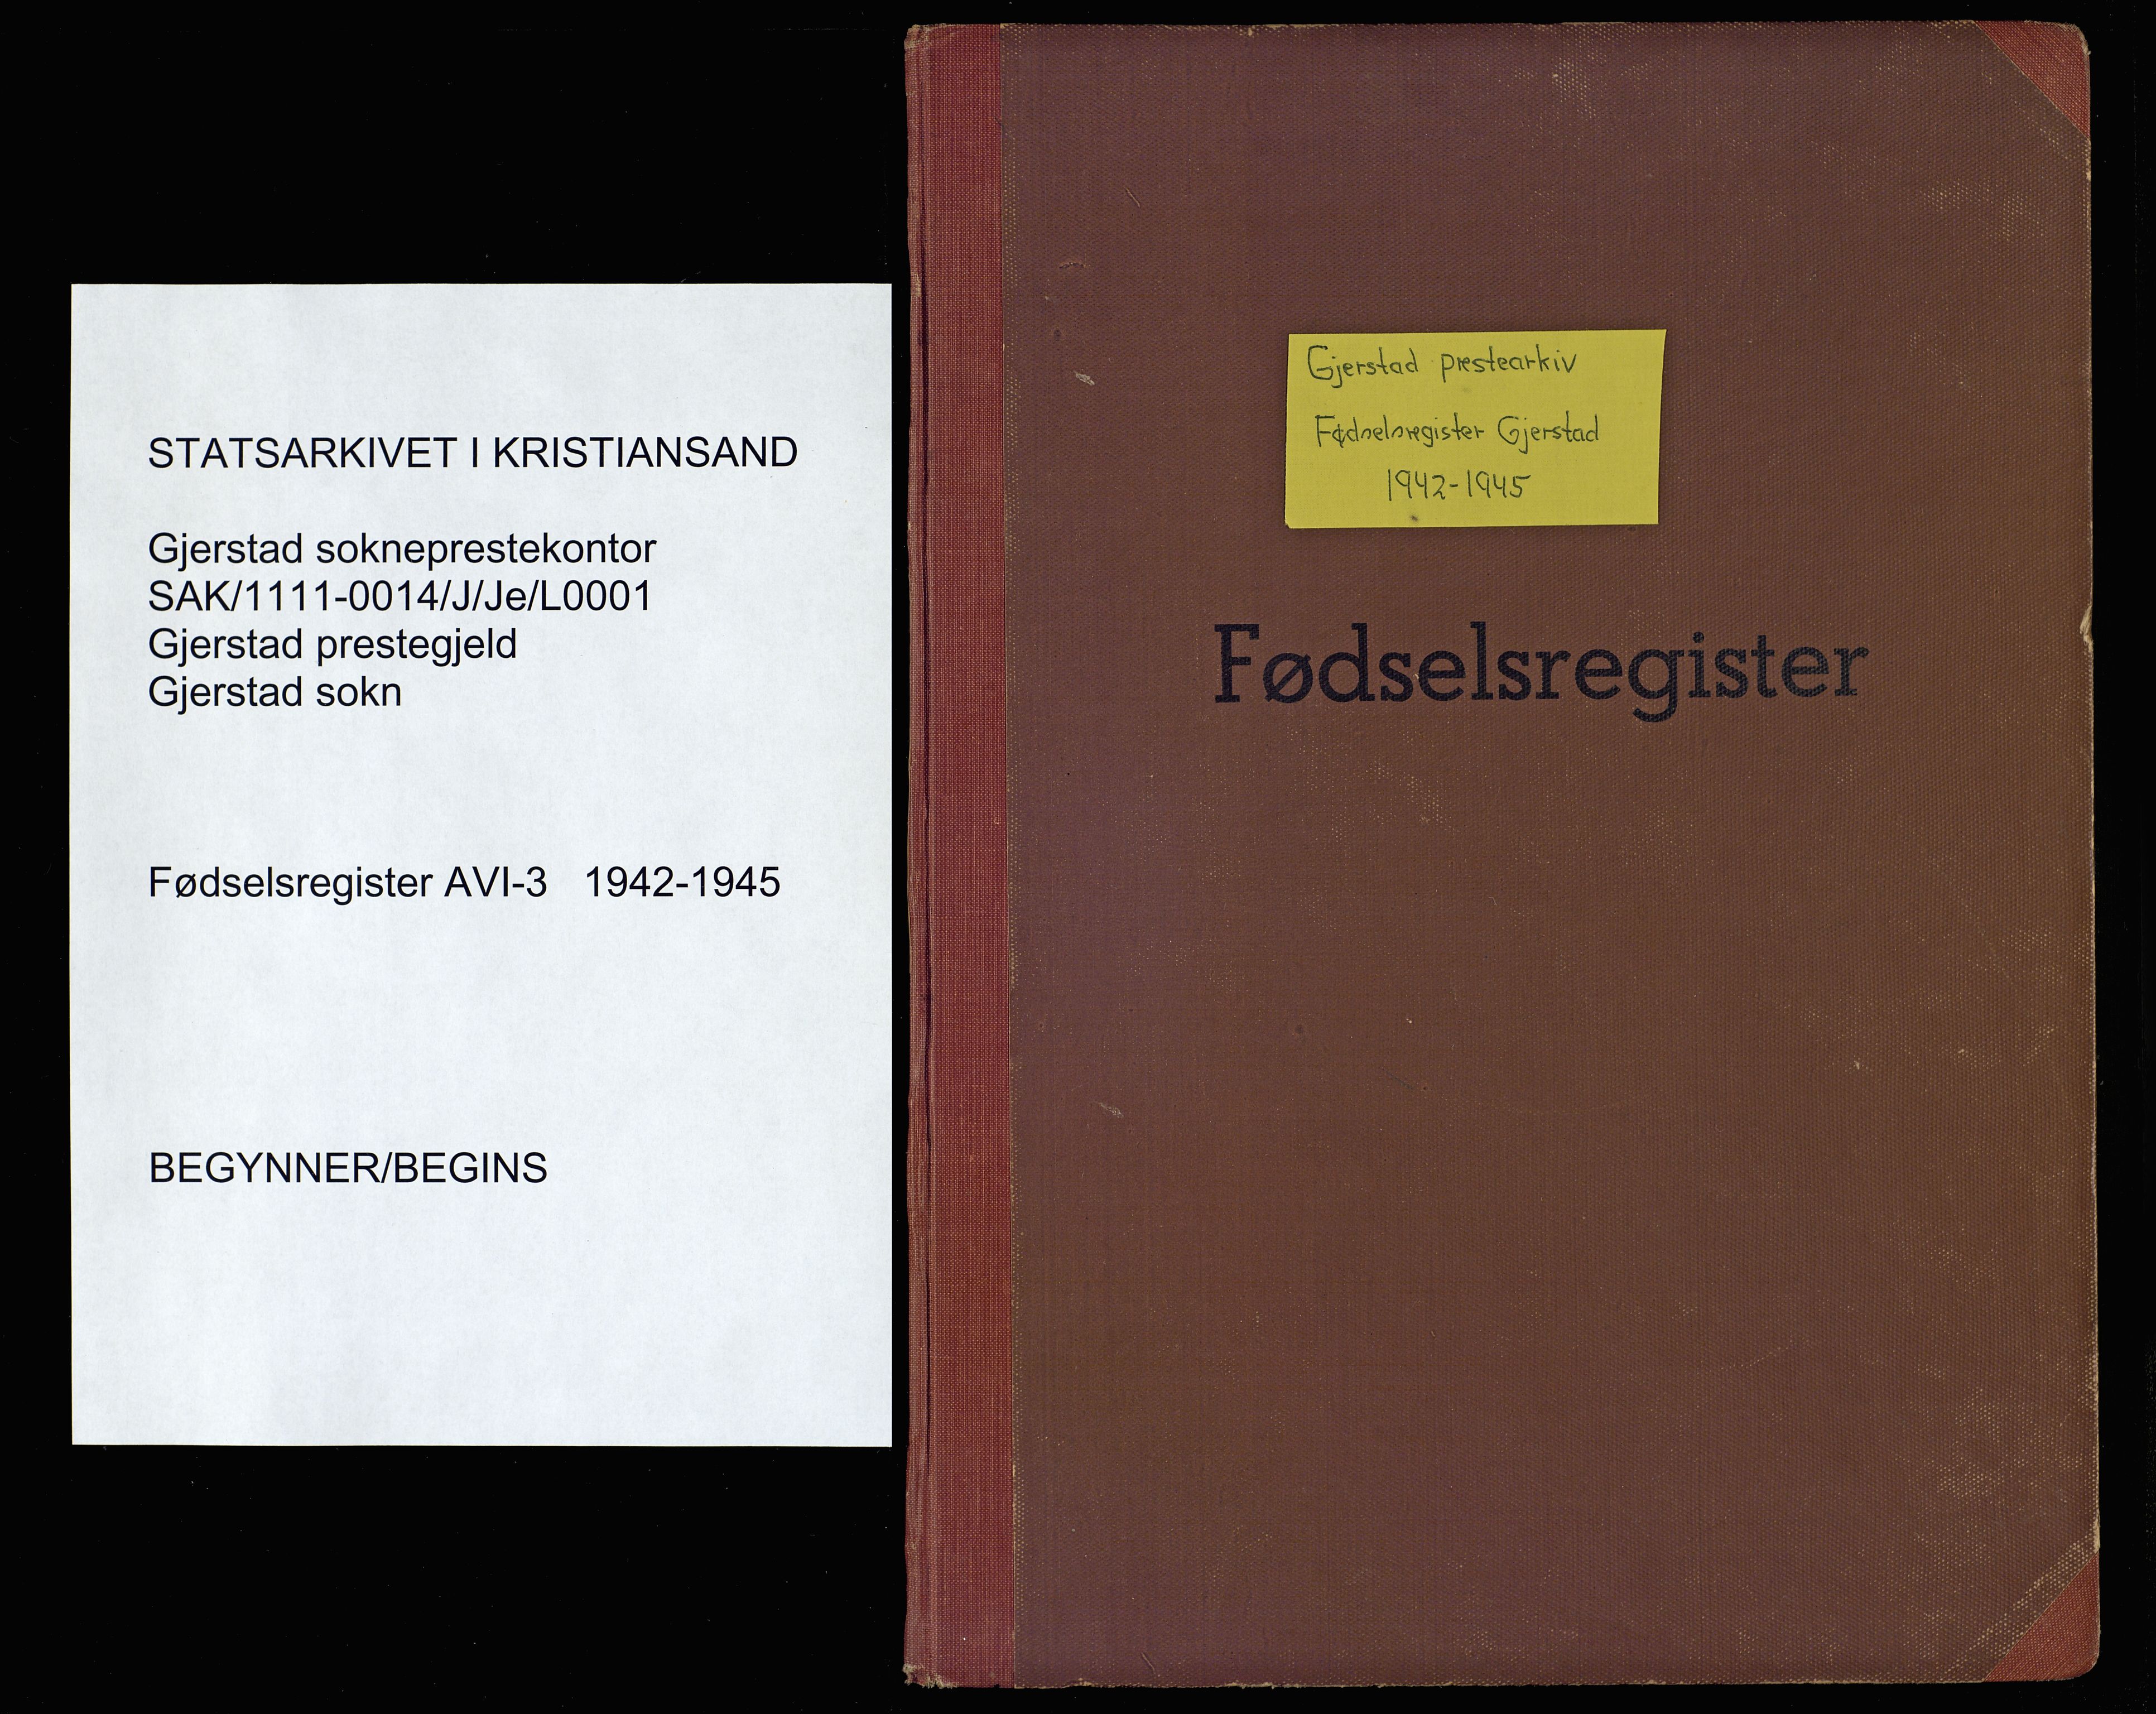 STATSARKIVET I KRISTIANSAND
Gjerstad sokneprestekontor
SAK/1111-0014/J/Je/L0001
Gjerstad prestegjeld
Gjerstad sokn
Fødselsregister AVI-3 1942-1945
BEGYNNER/BEGINS
Gjerstad prestearkiv
Fødselsregister Gjerstad
1942-1945
Fødselsregister